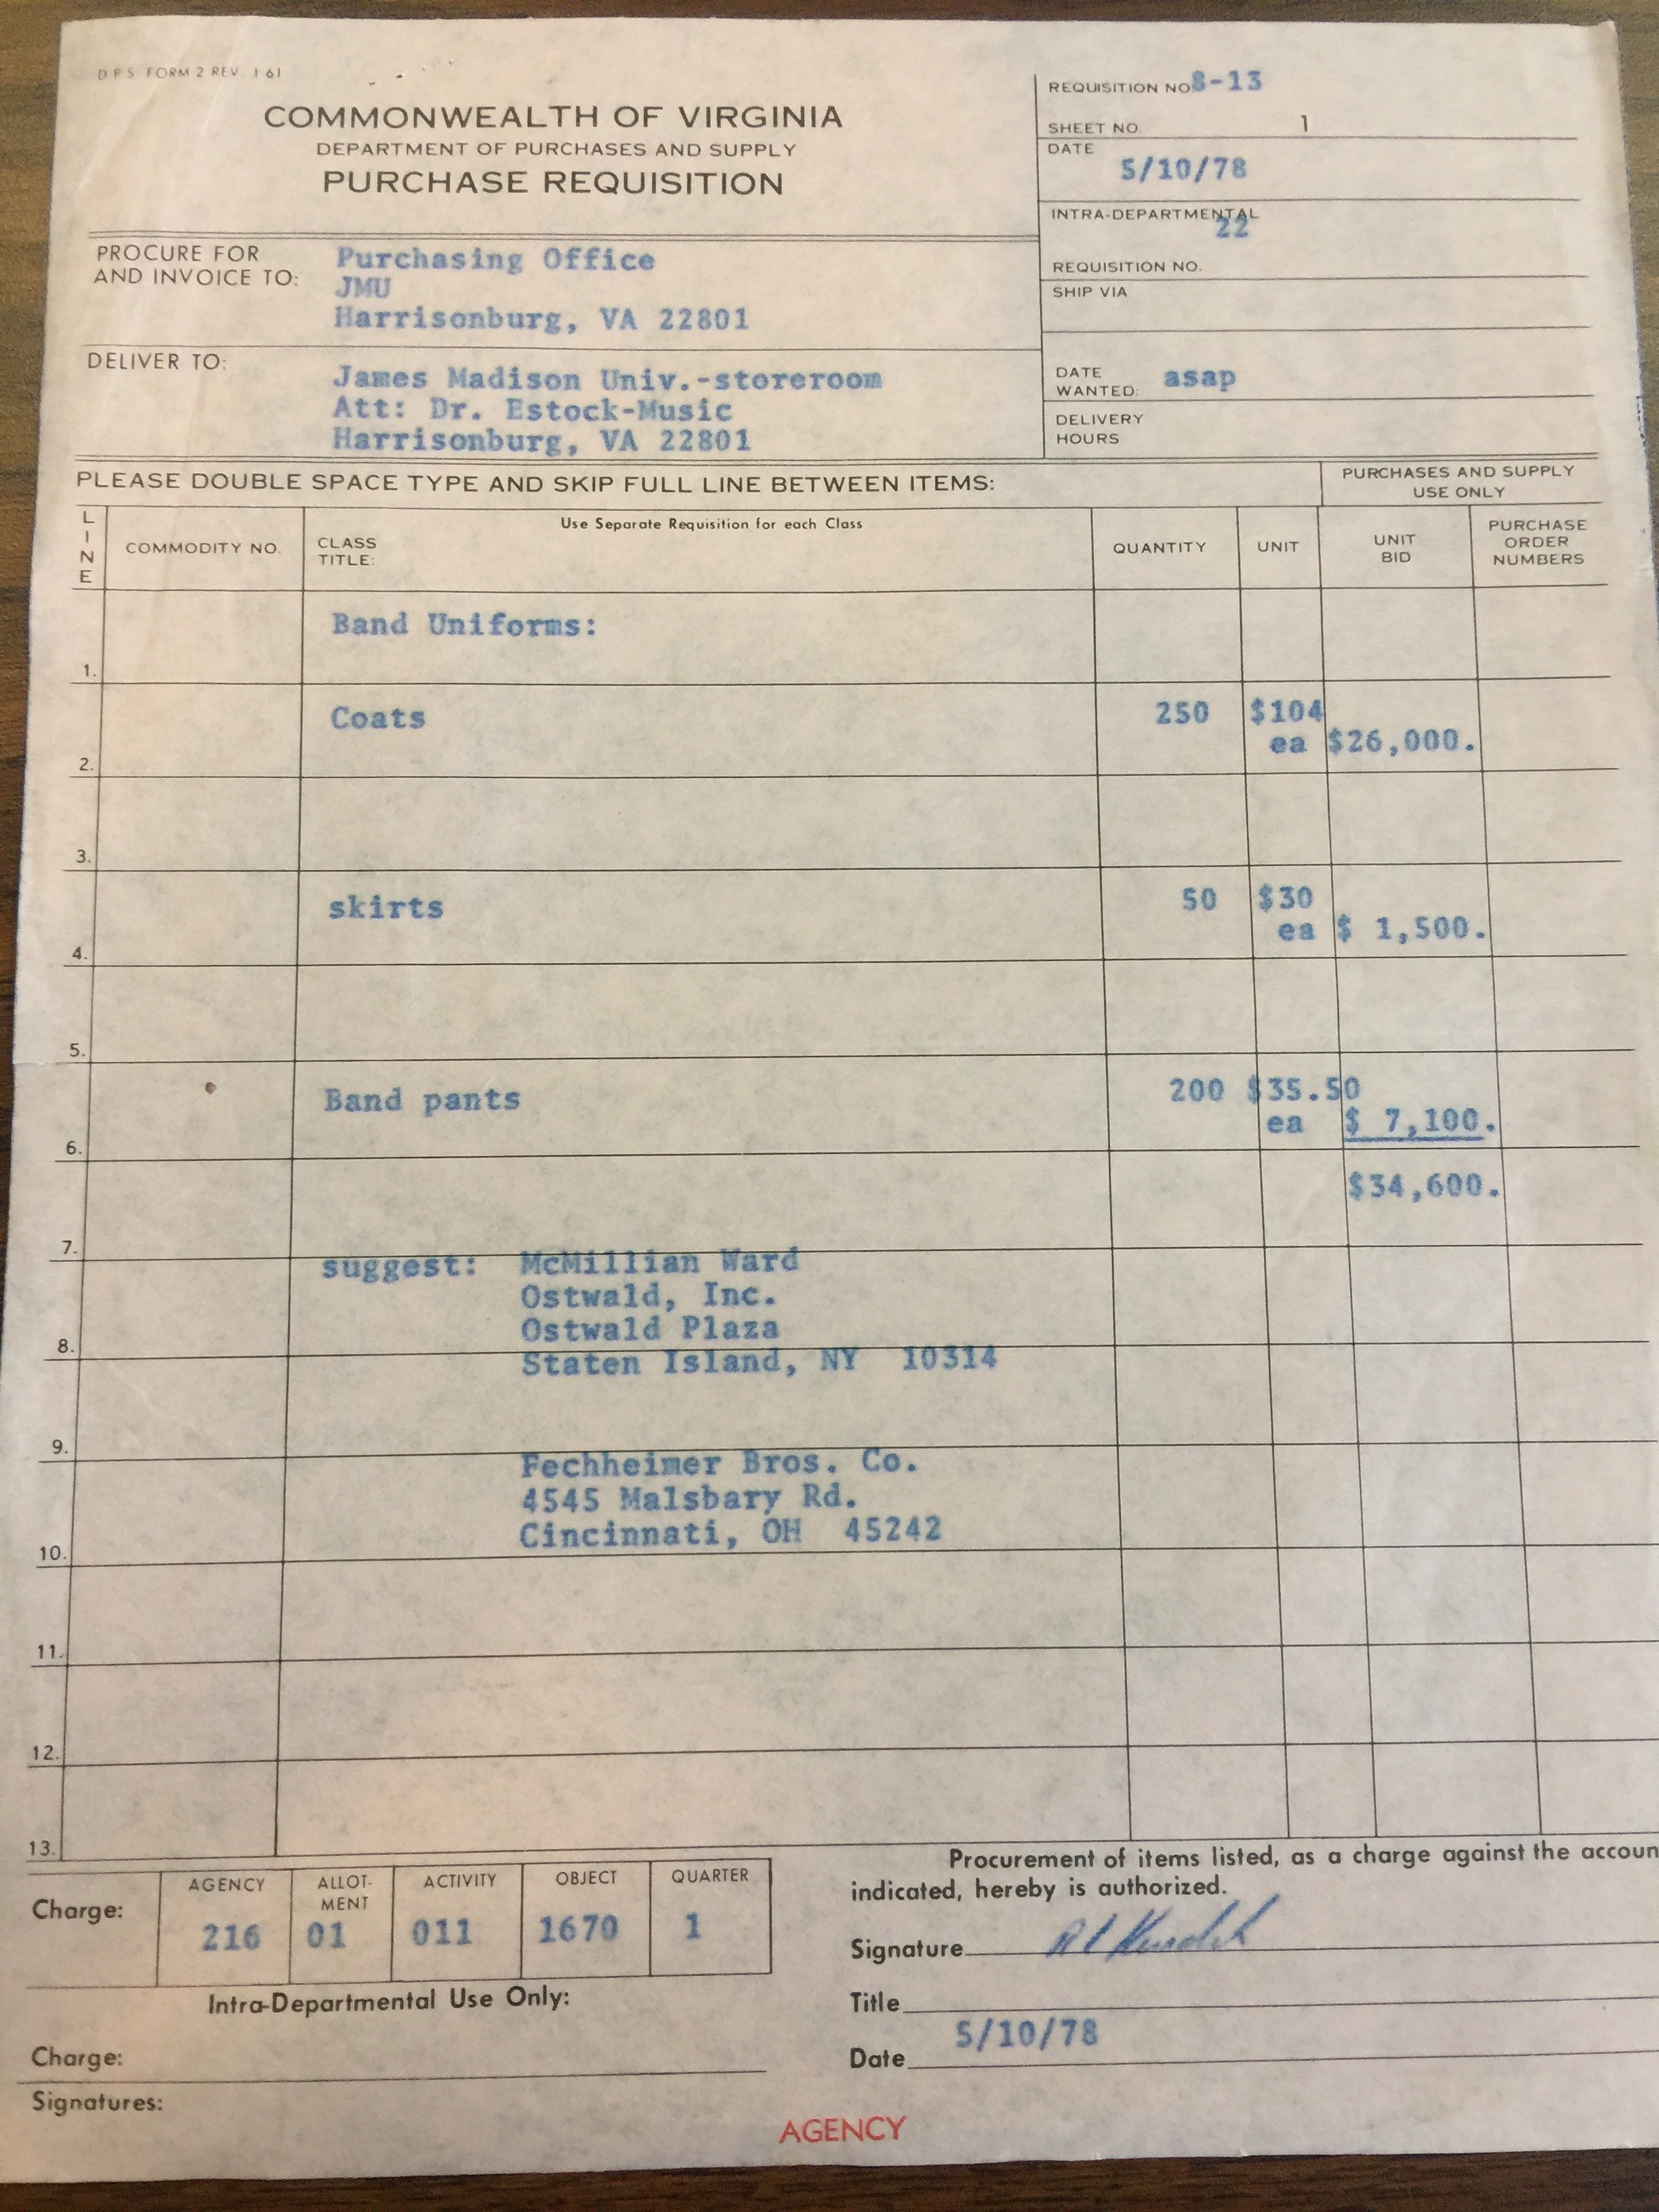 D P S FORM 2 REV 1 61
COMMONWEALTH OF VIRGINIA
DEPARTMENT OF PURCHASES AND SUPPLY
PURCHASE REQUISITION
REQUISITION NO 8-13
SHEET NO. 1
DATE
5/10/78
INTRA-DEPARTMENTAL
22
REQUISITION NO.
SHIP VIA
PROCURE FOR
AND INVOICE TO:
Purchasing Office
JMU
Harrisonburg, VA 22801
DELIVER TO:
James Madison Univ.-storeroom
Att: Dr. Estock-Music
Harrisonburg, VA 22801
DATE
WANTED: asap
DELIVERY
HOURS
PLEASE DOUBLE SPACE TYPE AND SKIP FULL LINE BETWEEN ITEMS:
PURCHASES AND SUPPLY
USE ONLY
LINE
COMMODITY NO.
Use Separate Requisition for each Class
CLASS
TITLE:
QUANTITY
UNIT
UNIT
BID
PURCHASE
ORDER
NUMBERS
Band Uniforms:
1.
Coats 250 $104
ea $26,000.
2.
3.
skirts 50 $30
ea $ 1,500.
4.
5.
Band pants 200 $35.50
ea $ 7,100.
6.
$34,600.
7.
suggest: McMillian Ward
Ostwald, Inc.
Ostwald Plaza
8.
Staten Island, NY 10314
9.
Fechheimer Bros. Co.
4545 Malsbary Rd.
Cincinnati, OH 45242
10.
11.
12.
13.
Charge:
AGENCY
216
ALLOT-
MENT
01
ACTIVITY
011
OBJECT
1670
QUARTER
1
Procurement of items listed, as a charge against the accoun
indicated, hereby is authorized.
Signature
Intra-Departmental Use Only:
Title
Charge:
5/10/78
Date
Signatures:
AGENCY